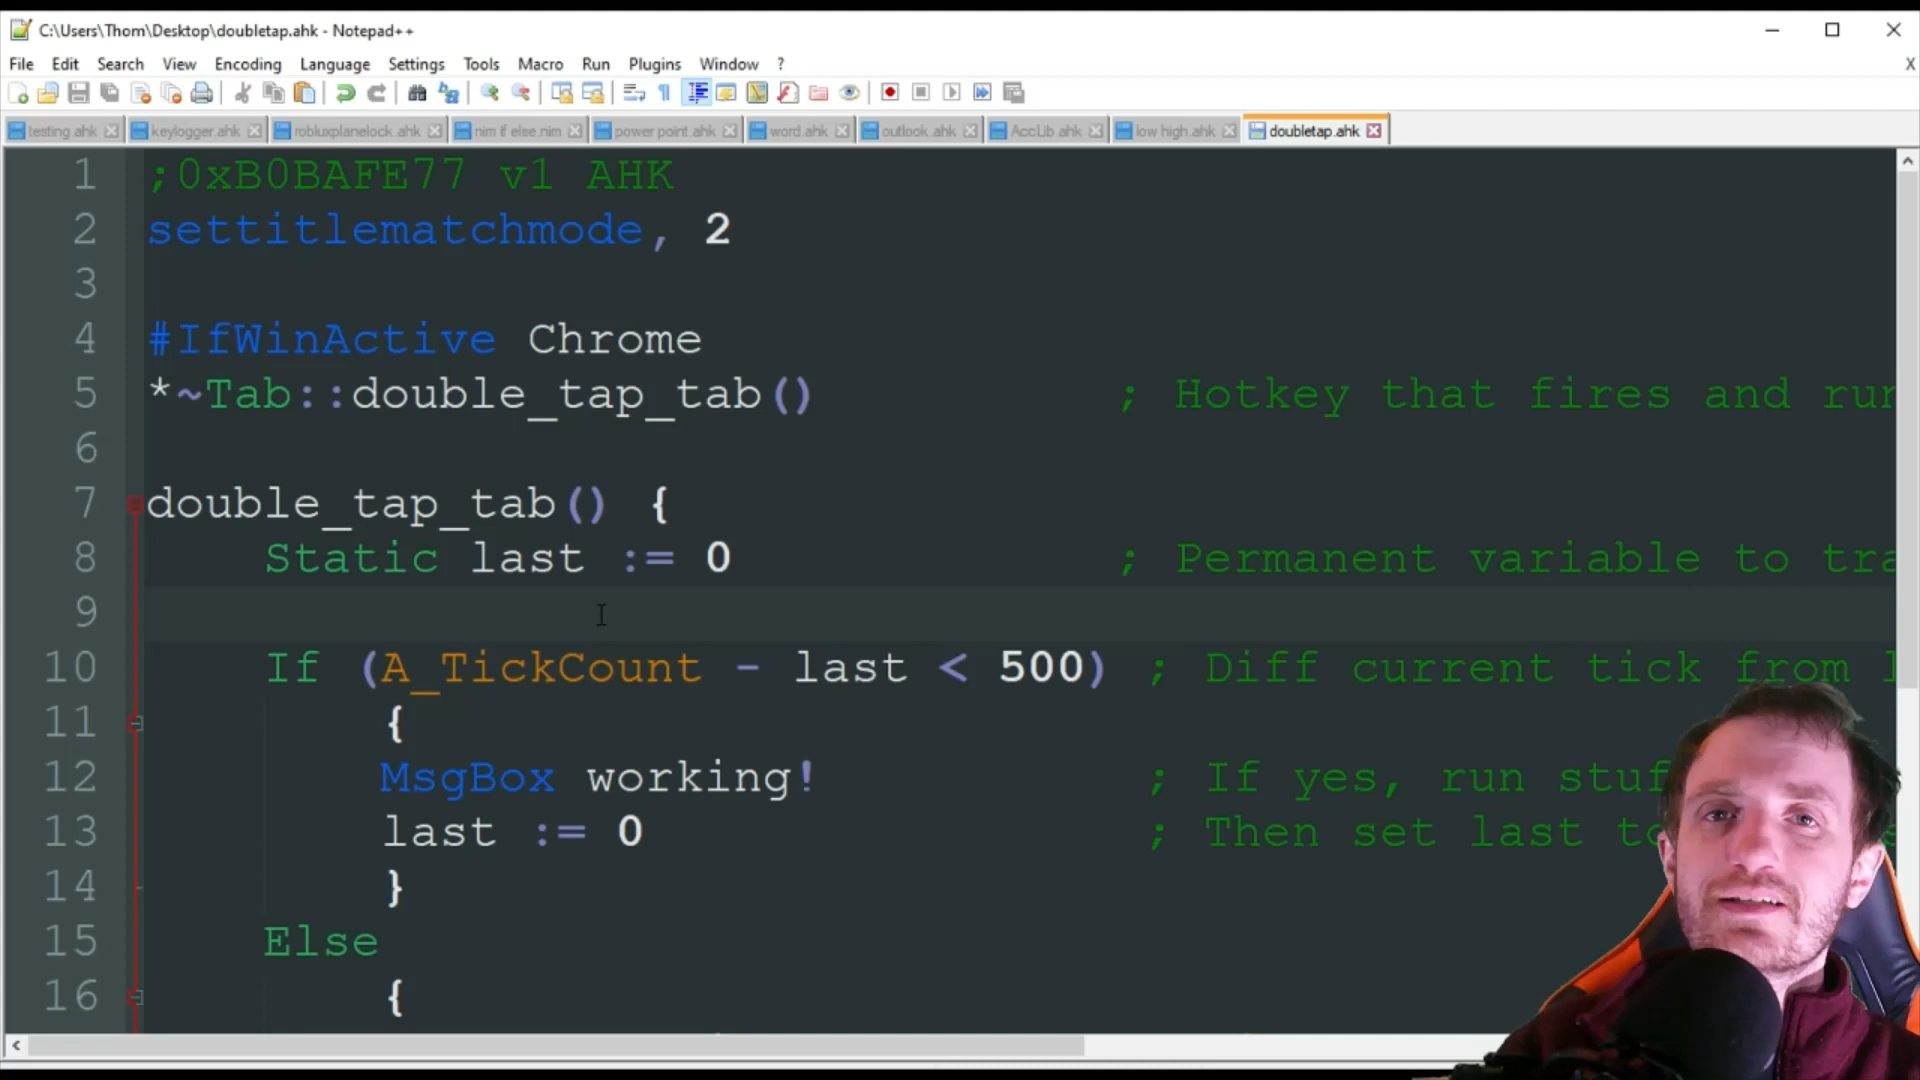 C:\Users\Thom\Desktop\doubletap.ahk - Notepad++
File Edit Search View Encoding Language Settings Tools Macro Run Plugins Window ? X
testing.ahk keylogger.ahk robluxplanelock.ahk nim if else.nim power point.ahk word.ahk outlook.ahk AccLib.ahk low high.ahk doubletap.ahk
1 ;0xB0BAFE77 v1 AHK
2 settitlematchmode, 2
3
4 #IfWinActive Chrome
5 *~Tab::double_tap_tab() ; Hotkey that fires and run
6
7 double_tap_tab() {
8 Static last := 0 ; Permanent variable to tra
9
10 If (A_TickCount - last < 500) ; Diff current tick from l
11 {
12 MsgBox working! ; If yes, run stuf
13 last := 0 ; Then set last to
14 }
15 Else
16 {